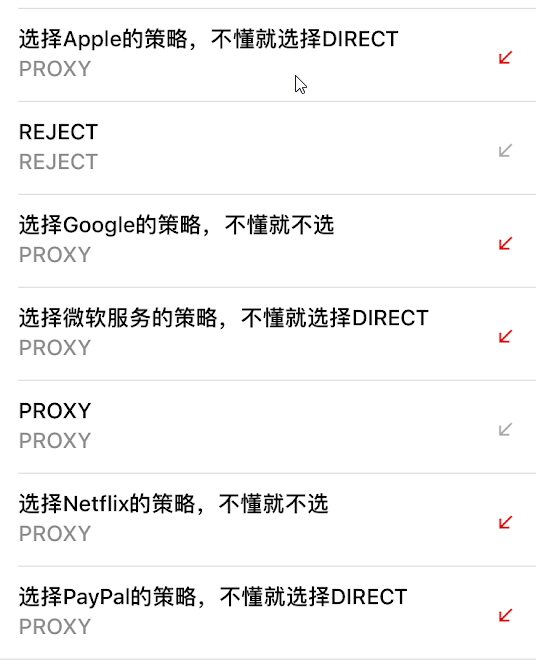 选择Apple的策略，不懂就选择DIRECT
PROXY
REJECT
REJECT
选择Google的策略，不懂就不选
PROXY
选择微软服务的策略，不懂就选择DIRECT
PROXY
PROXY
PROXY
选择Netflix的策略，不懂就不选
PROXY
选择PayPal的策略，不懂就选择DIRECT
PROXY